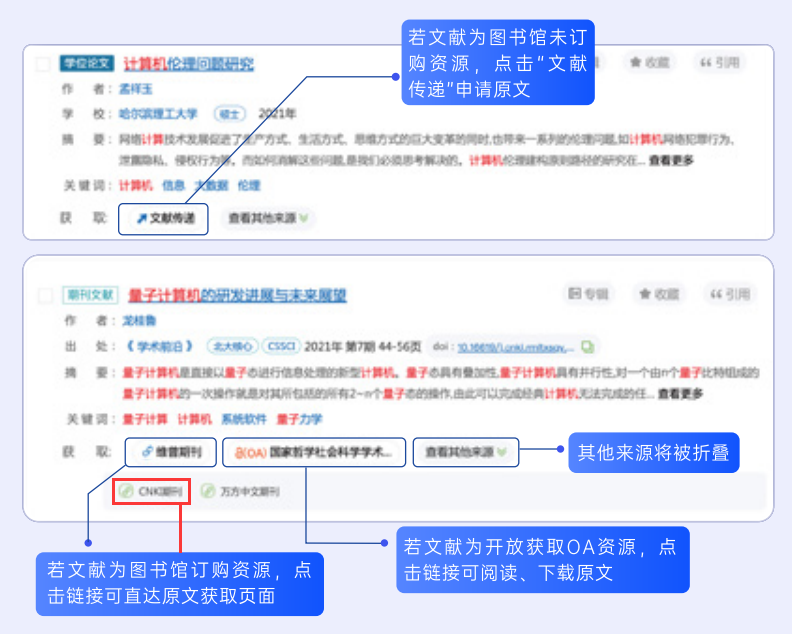 若文献为图书馆未订
购资源，点击“文献
传递”申请原文
学位论文 计算机伦理问题研究
收藏 引用
作 者：孟祥玉
学 校：哈尔滨理工大学 硕士 2021年
摘 要：网络计算技术发展促进了生产方式、生活方式、思维方式的巨大变革的同时,也带来一系列的伦理问题,如计算机网络犯罪行为、
泄露隐私、侵权行为等。而如何消解这些问题,是我们必须思考解决的。计算机伦理建构原则路径的研究在... 查看更多
关键词：计算机 信息 大数据 伦理
获 取: 文献传递 查看其他来源
期刊文献 量子计算机的研发进展与未来展望
专辑 收藏 引用
作 者：龙桂鲁
出 处：《学术前沿》 北大核心 CSSCI 2021年 第7期 44-56页 doi：
摘 要：量子计算机是直接以量子态进行信息处理的新型计算机。量子态具有叠加性,量子计算机具有并行性,对一个由n个量子比特组成的
量子计算机的一次操作就是对其所包括的所有2~n个量子态的操作,由此可以完成经典计算机无法完成的任... 查看更多
关键词：量子计算 计算机 系统软件 量子力学
获 取: 维普期刊 (OA) 国家哲学社会科学学术... 查看其他来源
其他来源将被折叠
CNKI期刊 万方中文期刊
若文献为图书馆订购资源，点
击链接可直达原文获取页面
若文献为开放获取OA资源，点
击链接可阅读、下载原文